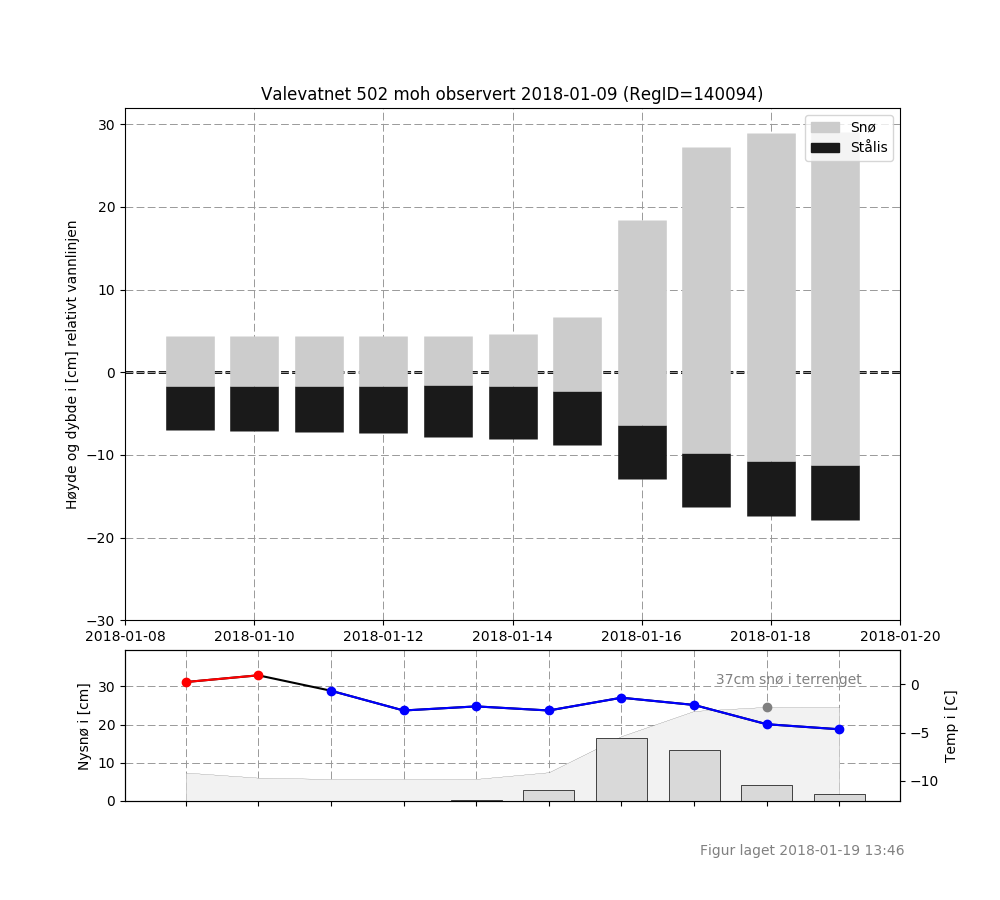 Valevatnet 502 moh observert 2018-01-09 (RegID=140094)
Høyde og dybde i [cm] relativt vannlinjen
30
20
10
0
−10
−20
−30
Snø
Stålis
2018-01-08 2018-01-10 2018-01-12 2018-01-14 2018-01-16 2018-01-18 2018-01-20
Nysnø i [cm]
30
20
10
0
37cm snø i terrenget
0
−5
−10
Temp i [C]
Figur laget 2018-01-19 13:46